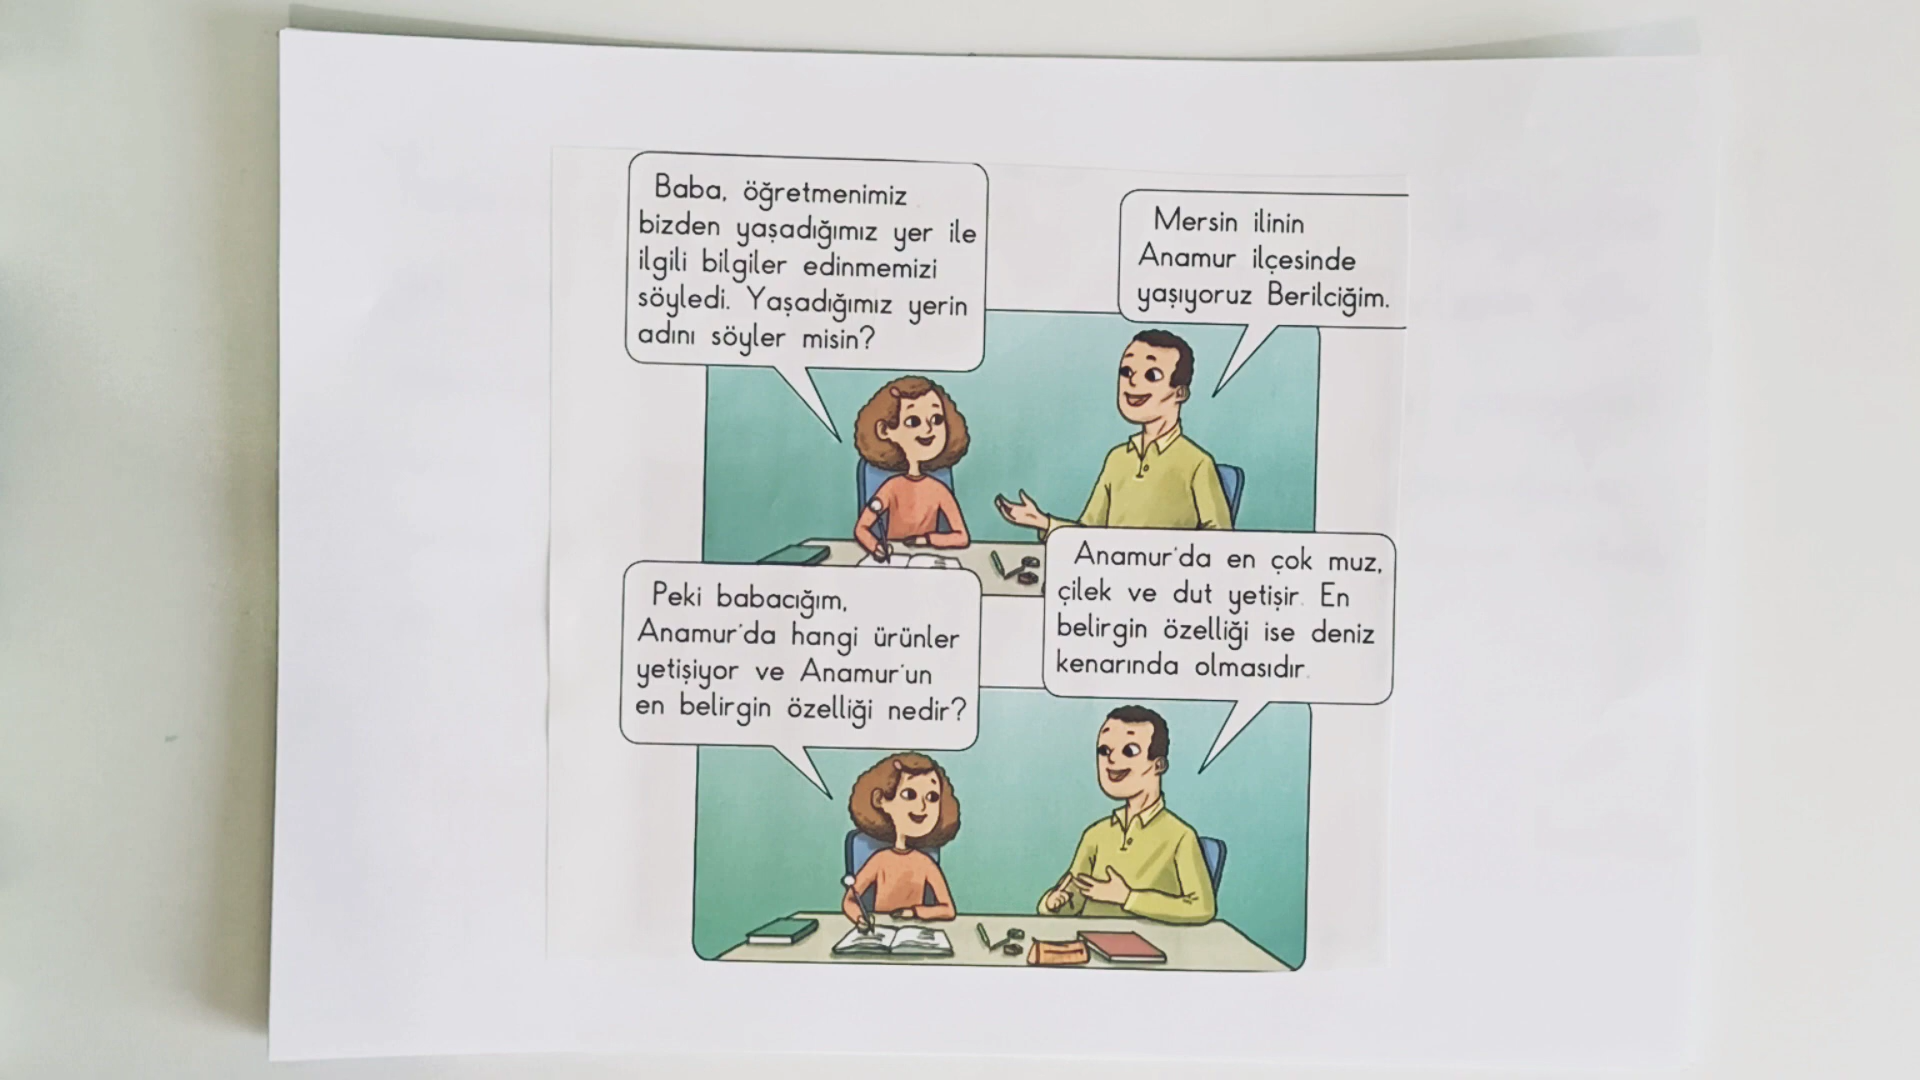 Baba, öğretmenimiz
bizden yaşadığımız yer ile
ilgili bilgiler edinmemizi
söyledi. Yaşadığımız yerin
adını söyler misin?
Mersin ilinin
Anamur ilçesinde
yaşıyoruz Berilciğim.
Peki babacığım,
Anamur'da hangi ürünler
yetişiyor ve Anamur'un
en belirgin özelliği nedir?
Anamur'da en çok muz,
çilek ve dut yetişir. En
belirgin özelliği ise deniz
kenarında olmasıdır.